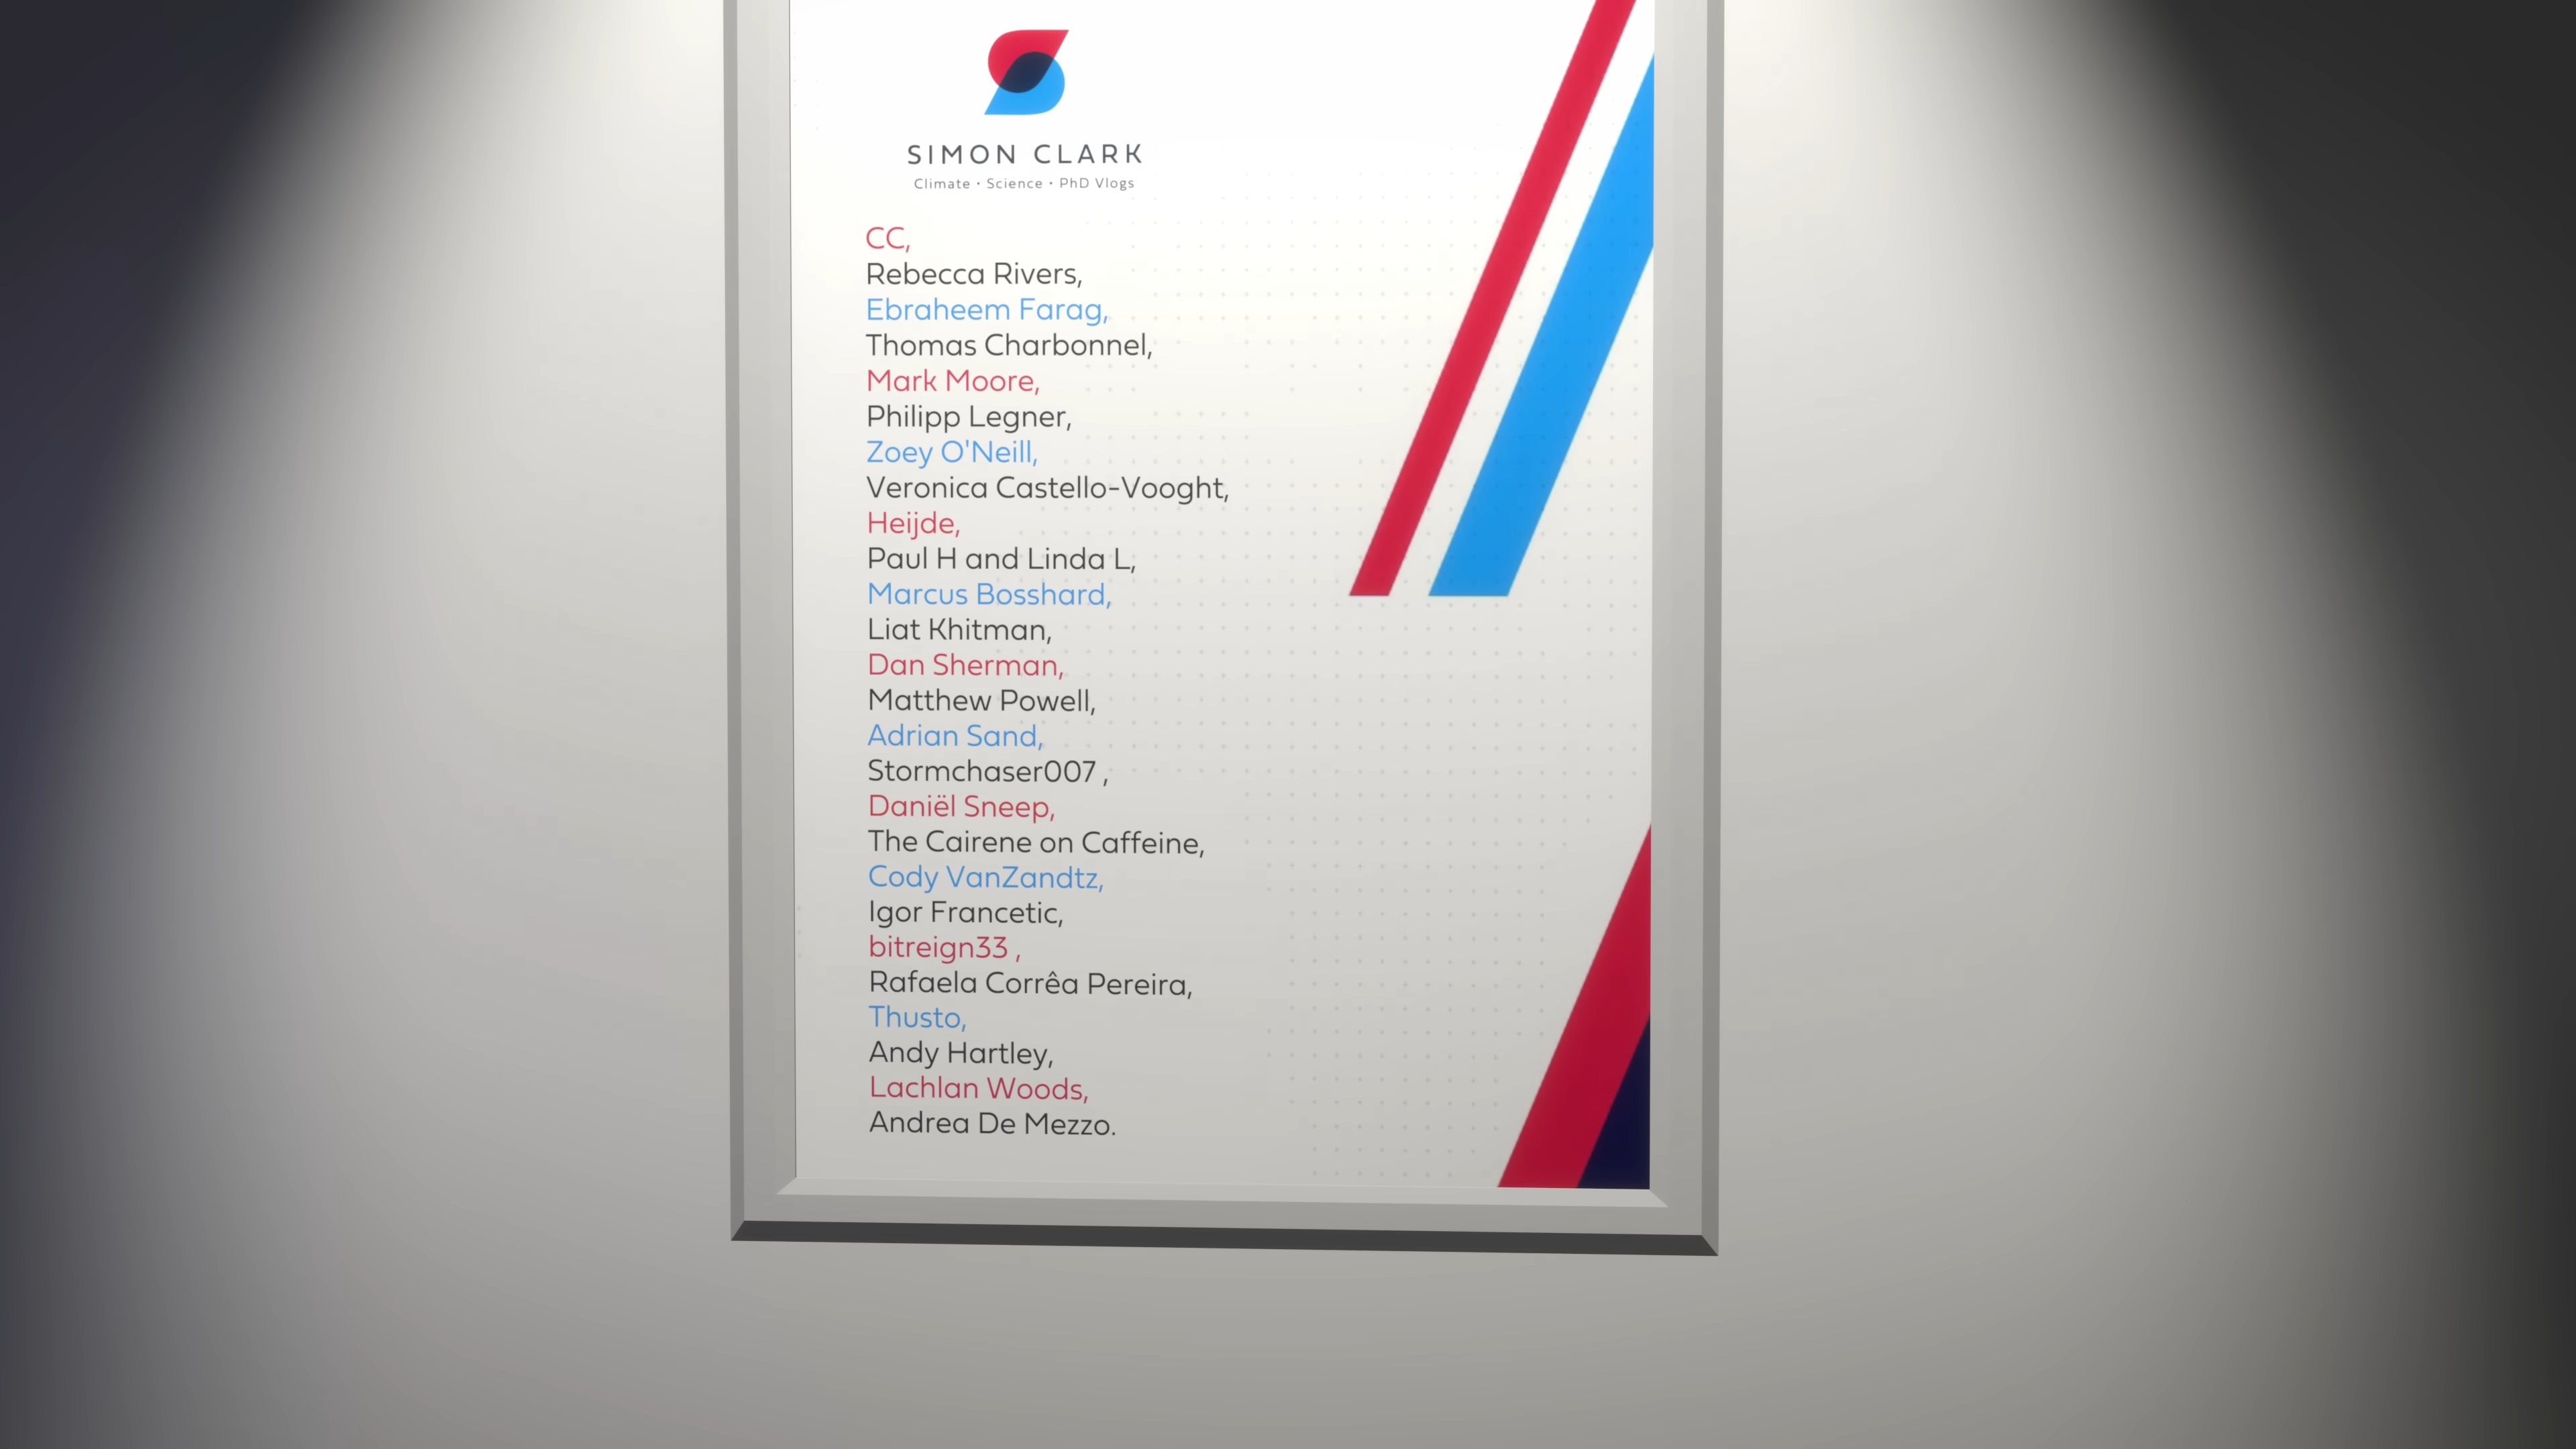 SIMON CLARK
Climate • Science • PhD Vlogs
CC,
Rebecca Rivers,
Ebraheem Farag,
Thomas Charbonnel,
Mark Moore,
Philipp Legner,
Zoey O'Neill,
Veronica Castello-Vooght,
Heijde,
Paul H and Linda L,
Marcus Bosshard,
Liat Khitman,
Dan Sherman,
Matthew Powell,
Adrian Sand,
Stormchaser007 ,
Daniël Sneep,
The Cairene on Caffeine,
Cody VanZandtz,
Igor Francetic,
bitreign33 ,
Rafaela Corrêa Pereira,
Thusto,
Andy Hartley,
Lachlan Woods,
Andrea De Mezzo.